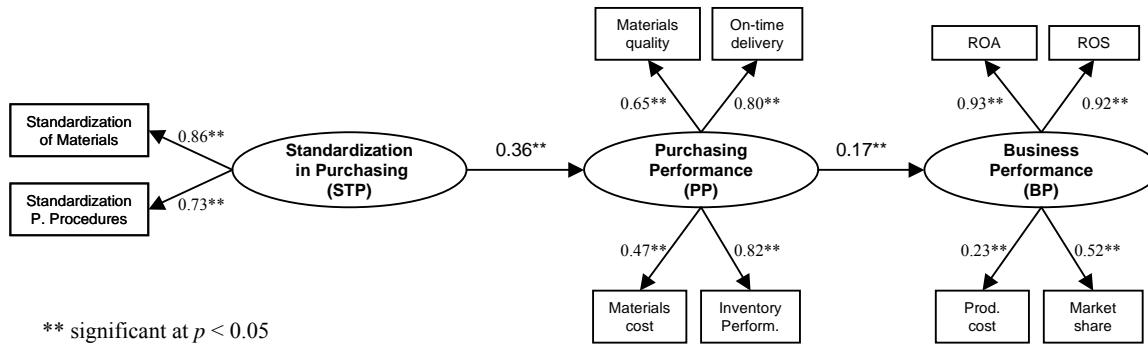 Materials
quality
On-time
delivery
ROA
ROS
0.65**
0.80**
0.93**
0.92**
Standardization
of Materials
0.86**
Standardization
in Purchasing
(STP)
0.36**
Purchasing
Performance
(PP)
0.17**
Business
Performance
(BP)
Standardization
P. Procedures
0.73**
0.47**
0.82**
0.23**
0.52**
Materials
cost
Inventory
Perform.
Prod.
cost
Market
share
** significant at p < 0.05